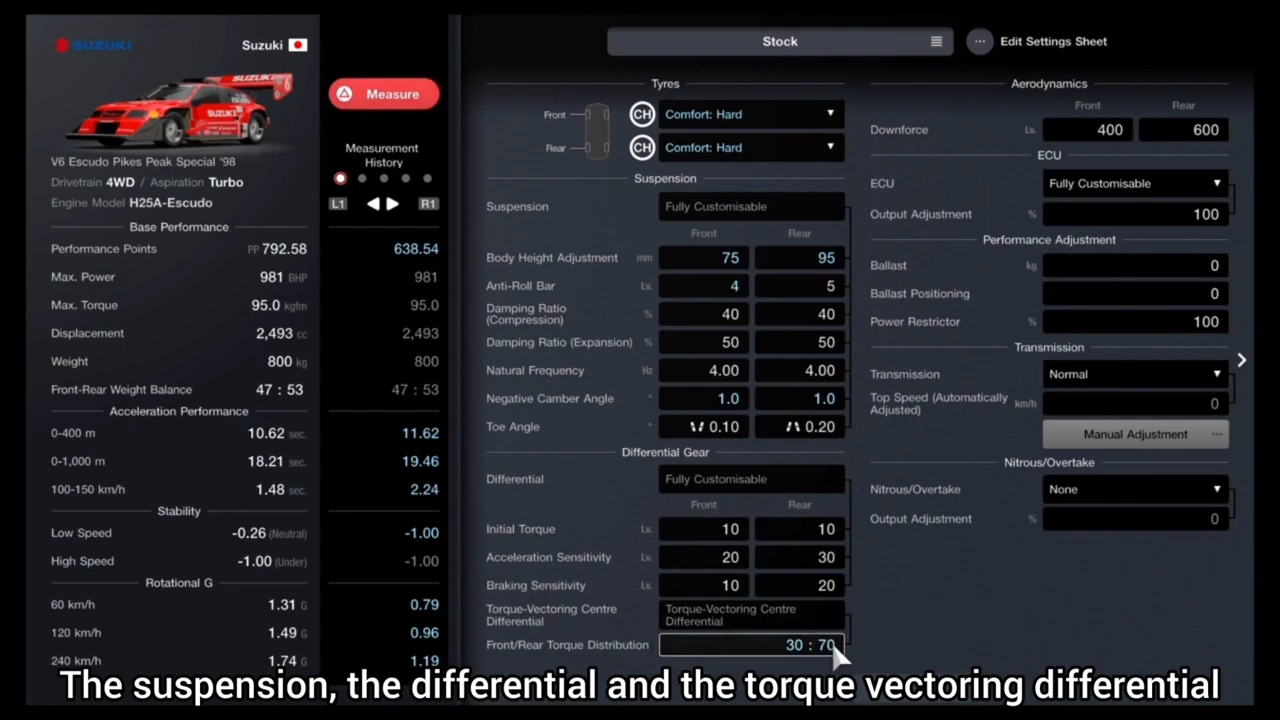 SUZUKI
Suzuki
V6 Escudo Pikes Peak Special '98
Drivetrain 4WD / Aspiration Turbo
Engine Model H25A-Escudo
Base Performance
Performance Points PP 792.58 638.54
Max. Power 981 BHP 981
Max. Torque 95.0 kgfm 95.0
Displacement 2,493 cc 2,493
Weight 800 kg 800
Front-Rear Weight Balance 47 : 53 47 : 53
Acceleration Performance
0-400 m 10.62 sec. 11.62
0-1,000 m 18.21 sec. 19.46
100-150 km/h 1.48 sec. 2.24
Stability
Low Speed -0.26 (Neutral) -1.00
High Speed -1.00 (Under) -1.00
Rotational G
60 km/h 1.31 G 0.79
120 km/h 1.49 G 0.96
240 km/h 1.74 G 1.19
Measure
Measurement
History
L1 R1
Stock
Edit Settings Sheet
Tyres
Front CH Comfort: Hard
Rear CH Comfort: Hard
Suspension
Suspension Fully Customisable
Front Rear
Body Height Adjustment mm 75 95
Anti-Roll Bar Lv. 4 5
Damping Ratio
(Compression) % 40 40
Damping Ratio (Expansion) % 50 50
Natural Frequency Hz 4.00 4.00
Negative Camber Angle ° 1.0 1.0
Toe Angle ° 0.10 0.20
Differential Gear
Differential Fully Customisable
Front Rear
Initial Torque Lv. 10 10
Acceleration Sensitivity Lv. 20 30
Braking Sensitivity Lv. 10 20
Torque-Vectoring Centre
Differential
Torque-Vectoring Centre
Differential
Front/Rear Torque Distribution 30 : 70
Aerodynamics
Front Rear
Downforce Lv. 400 600
ECU
ECU Fully Customisable
Output Adjustment % 100
Performance Adjustment
Ballast kg 0
Ballast Positioning 0
Power Restrictor % 100
Transmission
Transmission Normal
Top Speed (Automatically
Adjusted) km/h 0
Manual Adjustment
Nitrous/Overtake
Nitrous/Overtake None
Output Adjustment % 0
The suspension, the differential and the torque vectoring differential